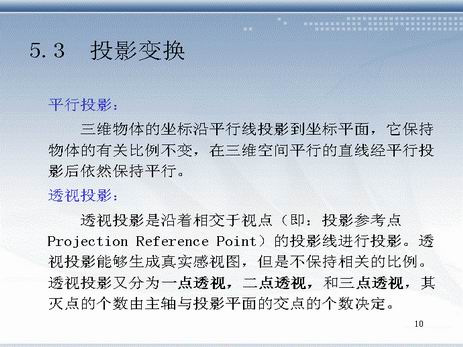 5.3 投影变换
平行投影：
三维物体的坐标沿平行线投影到坐标平面，它保持
物体的有关比例不变，在三维空间平行的直线经平行投
影后依然保持平行。
透视投影：
透视投影是沿着相交于视点（即：投影参考点
Projection Reference Point）的投影线进行投影。透
视投影能够生成真实感视图，但是不保持相关的比例。
透视投影又分为一点透视，二点透视，和三点透视，其
灭点的个数由主轴与投影平面的交点的个数决定。
10